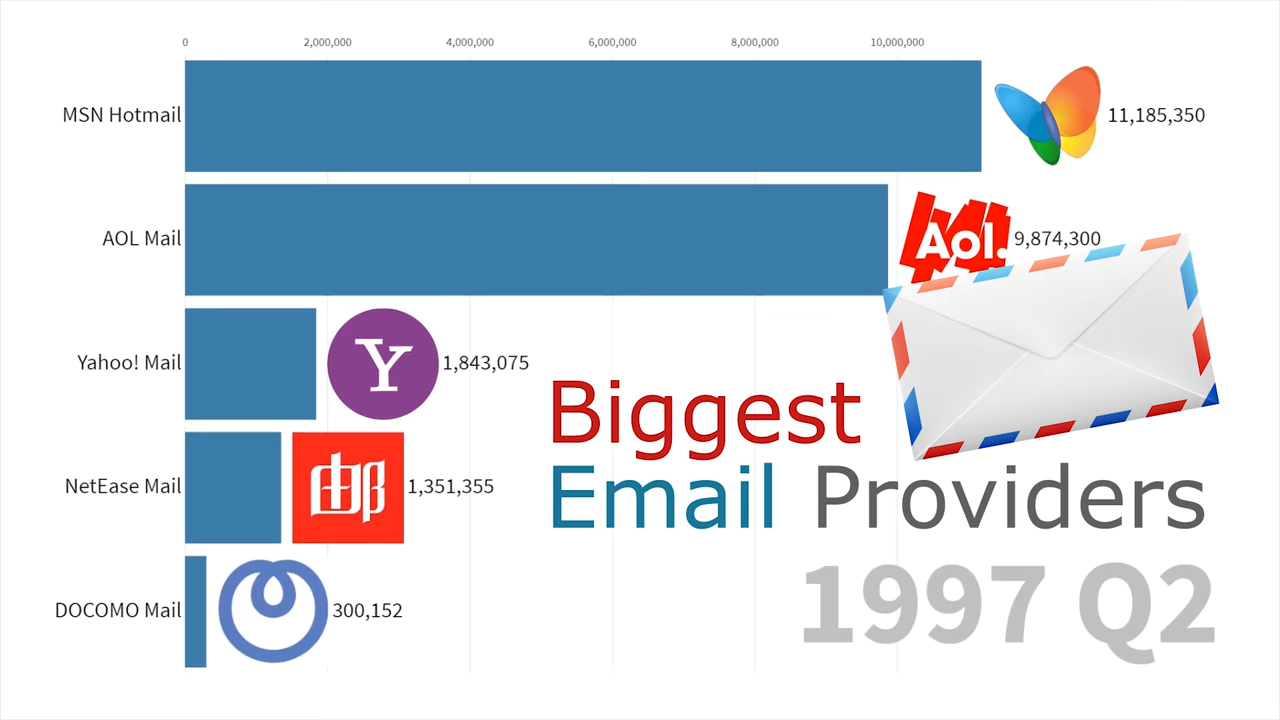 0 2,000,000 4,000,000 6,000,000 8,000,000 10,000,000
MSN Hotmail 11,185,350
AOL Mail Aol. 9,874,300
Yahoo! Mail Y 1,843,075
NetEase Mail 邮 1,351,355
DOCOMO Mail 300,152
Biggest
Email Providers
1997 Q2